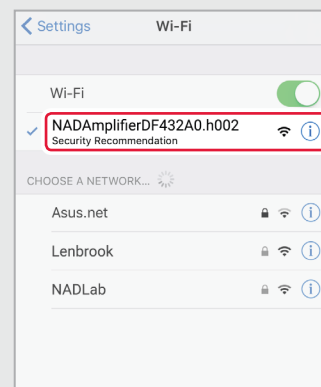 Settings
Wi-Fi
Wi-Fi
NADAmplifierDF432A0.h002
Security Recommendation
CHOOSE A NETWORK...
Asus.net
Lenbrook
NADLab